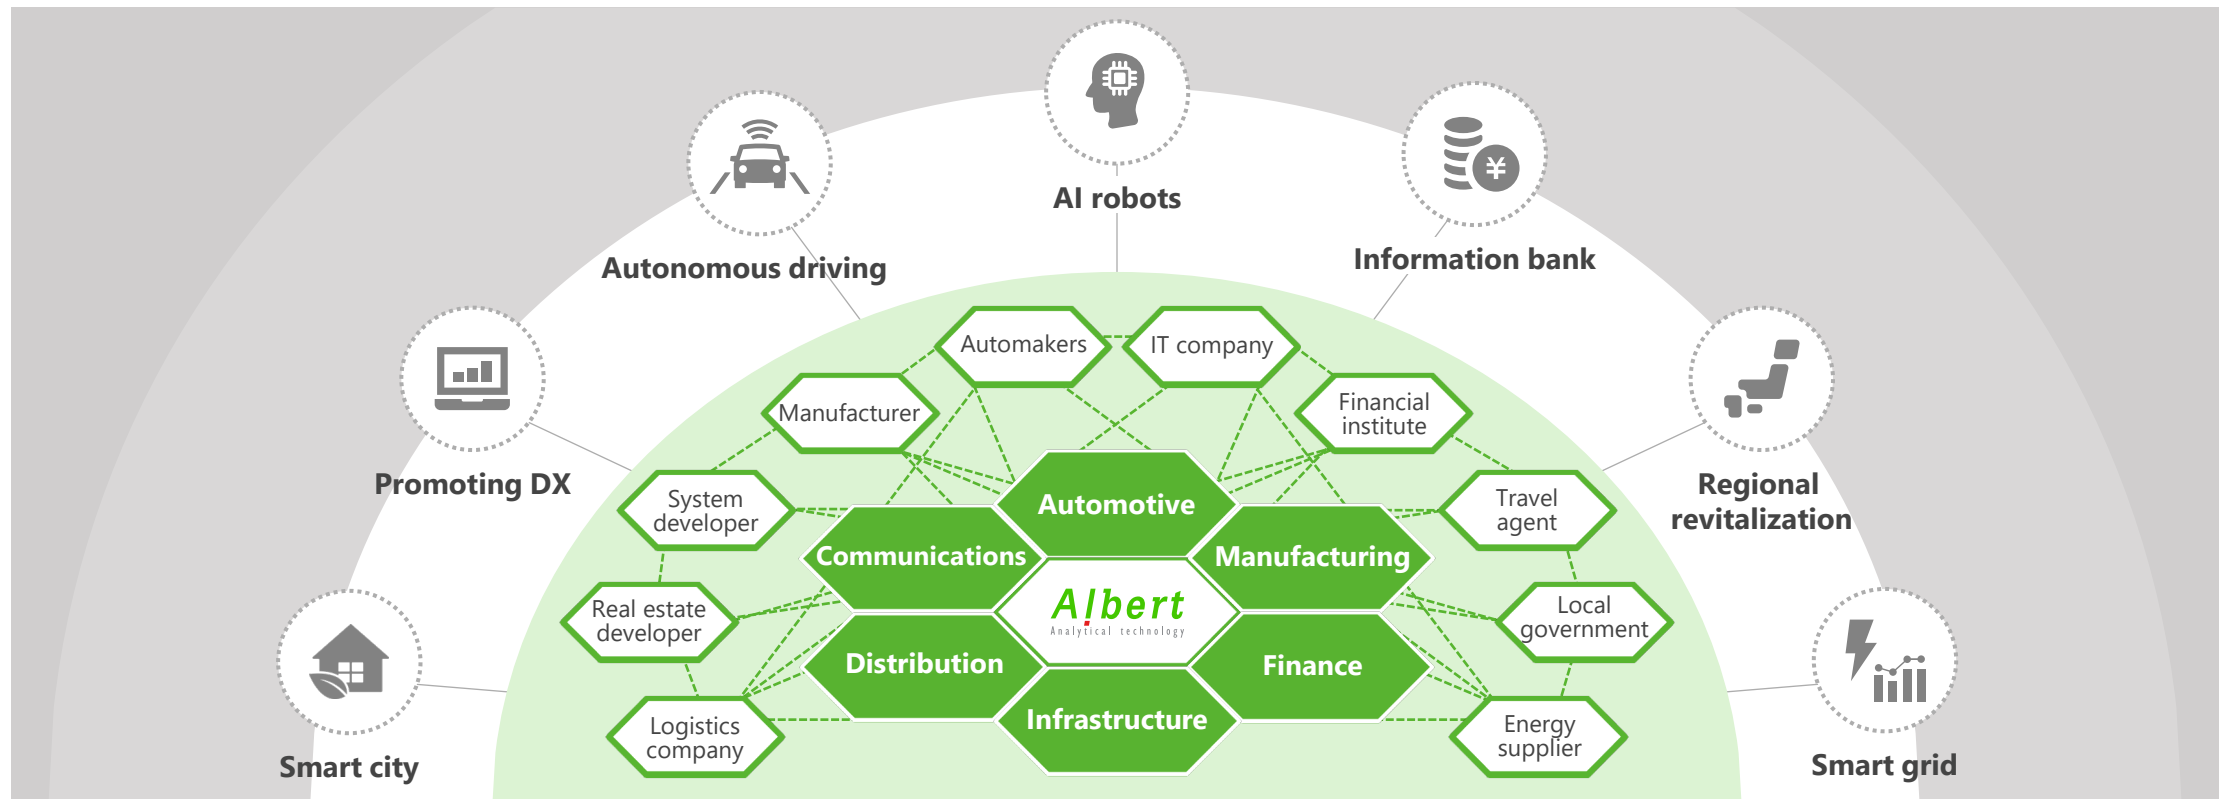 AI robots
Autonomous driving
Information bank
Promoting DX
Regional
revitalization
Smart city
Smart grid
Automakers
IT company
Manufacturer
Financial
institute
System
developer
Travel
agent
Real estate
developer
Local
government
Logistics
company
Energy
supplier
Automotive
Communications
Manufacturing
Albert
Analytical technology
Distribution
Finance
Infrastructure
¥